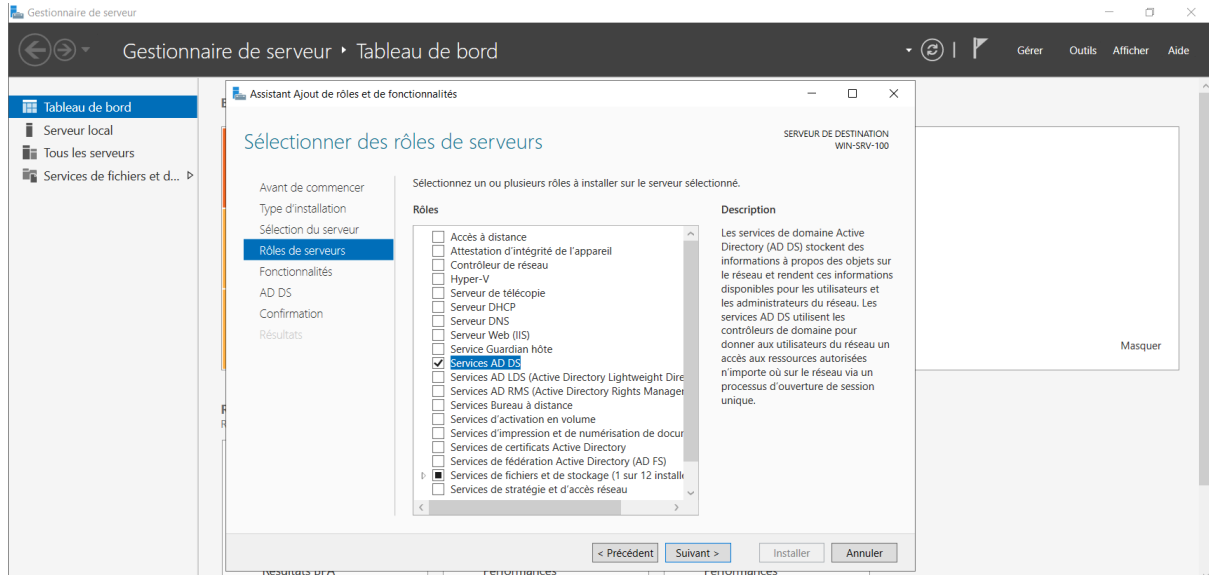 Gestionnaire de serveur
Gestionnaire de serveur ‣ Tableau de bord
Gérer Outils Afficher Aide
Tableau de bord
Serveur local
Tous les serveurs
Services de fichiers et d...
Assistant Ajout de rôles et de fonctionnalités
Sélectionner des rôles de serveurs
SERVEUR DE DESTINATION
WIN-SRV-100
Avant de commencer
Type d'installation
Sélection du serveur
Rôles de serveurs
Fonctionnalités
AD DS
Confirmation
Résultats
Sélectionnez un ou plusieurs rôles à installer sur le serveur sélectionné.
Rôles
Accès à distance
Attestation d'intégrité de l'appareil
Contrôleur de réseau
Hyper-V
Serveur de télécopie
Serveur DHCP
Serveur DNS
Serveur Web (IIS)
Service Guardian hôte
Services AD DS
Services AD LDS (Active Directory Lightweight Dire
Services AD RMS (Active Directory Rights Manager
Services Bureau à distance
Services d'activation en volume
Services d'impression et de numérisation de docur
Services de certificats Active Directory
Services de fédération Active Directory (AD FS)
Services de fichiers et de stockage (1 sur 12 installé
Services de stratégie et d'accès réseau
Description
Les services de domaine Active
Directory (AD DS) stockent des
informations à propos des objets sur
le réseau et rendent ces informations
disponibles pour les utilisateurs et
les administrateurs du réseau. Les
services AD DS utilisent les
contrôleurs de domaine pour
donner aux utilisateurs du réseau un
accès aux ressources autorisées
n'importe où sur le réseau via un
processus d'ouverture de session
unique.
Masquer
< Précédent Suivant > Installer Annuler
Résultats BPA Performances Performances